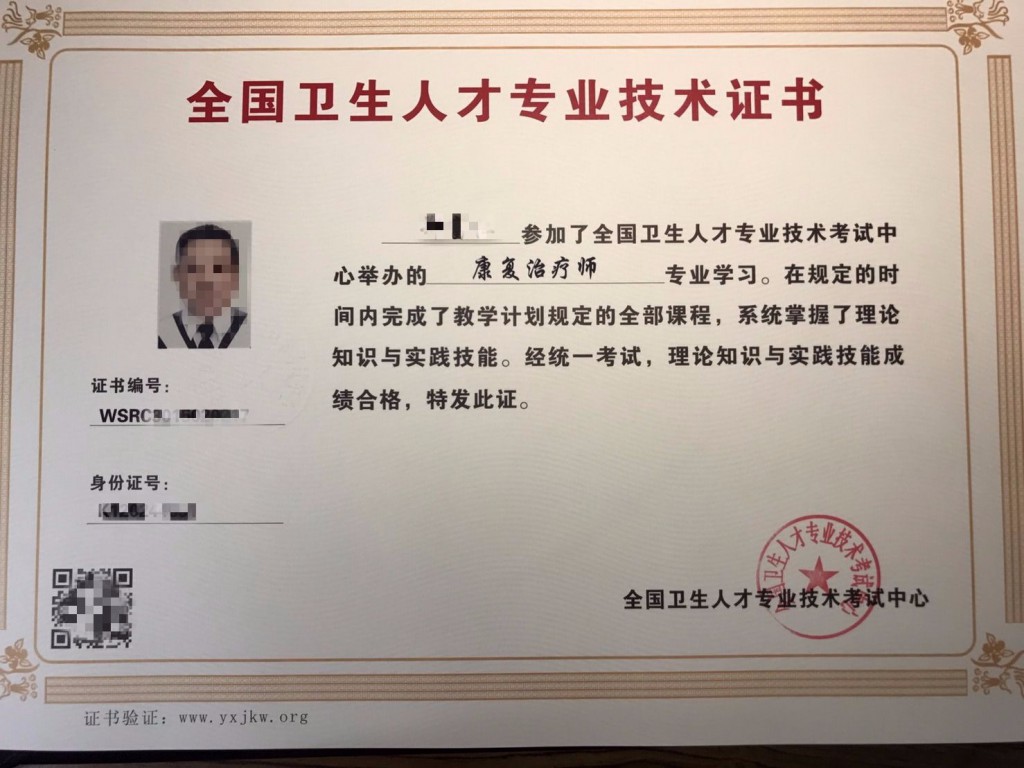 全国卫生人才专业技术证书
参加了全国卫生人才专业技术考试中
心举办的 康复治疗师 专业学习。在规定的时
间内完成了教学计划规定的全部课程，系统掌握了理论
知识与实践技能。经统一考试，理论知识与实践技能成
绩合格，特发此证。
证书编号：
WSRC
身份证号：
全国卫生人才专业技术考试中心
证书验证：www.yxjkw.org